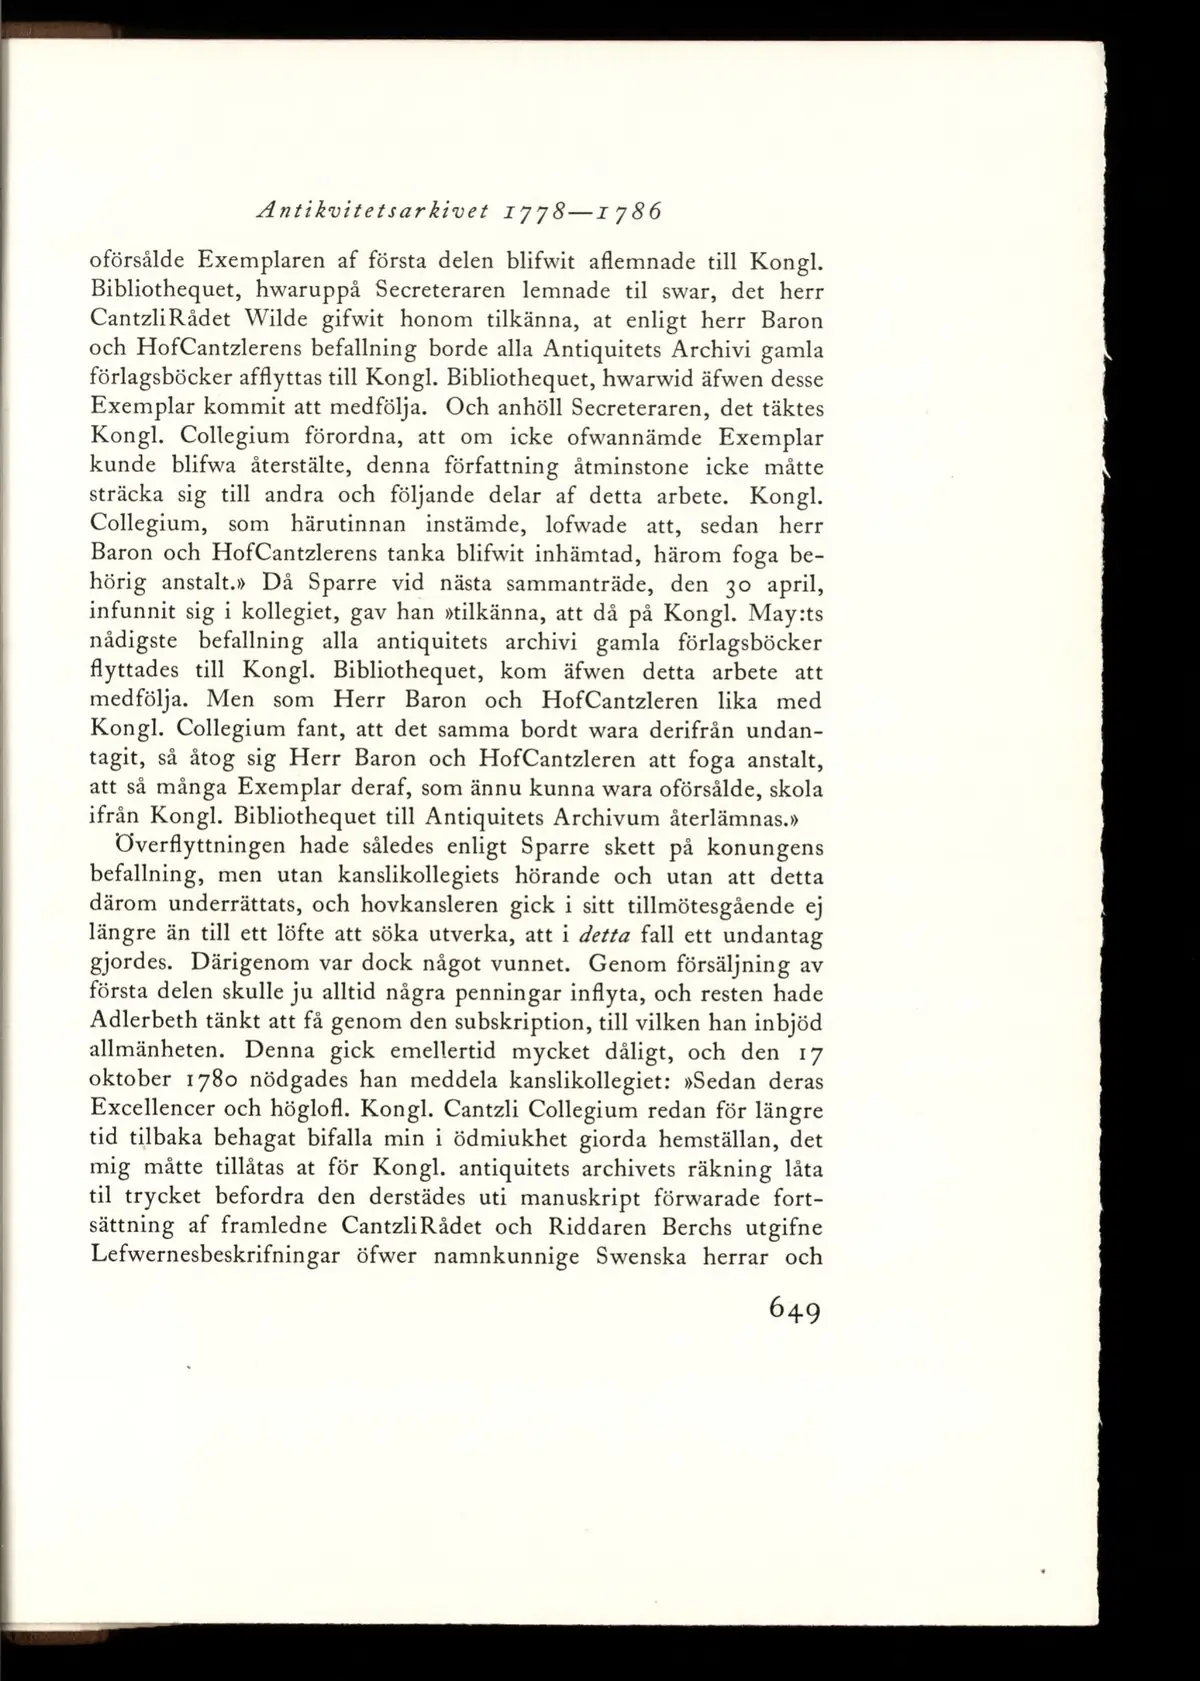 Antikvitetsarkivet 1778—1786
oförsålde Exemplaren af första delen blifwit aflemnade till Kongl.
Bibliothequet, hwaruppå Secreteraren lemnade til swar, det herr
CantzliRådet Wilde gifwit honom tilkänna, at enligt herr Baron
och HofCantzlerens befallning borde alla Antiquitets Archivi gamla
förlagsböcker afflyttas till Kongl. Bibliothequet, hwarwid äfwen desse
Exemplar kommit att medfölja. Och anhöll Secreteraren, det täktes
Kongl. Collegium förordna, att om icke ofwannämde Exemplar
kunde blifwa återstälte, denna författning åtminstone icke måtte
sträcka sig till andra och följande delar af detta arbete. Kongl.
Collegium, som härutinnan instämde, lofwade att, sedan herr
Baron och HofCantzlerens tanka blifwit inhämtad, härom foga be-
hörig anstalt.» Då Sparre vid nästa sammanträde, den 30 april,
infunnit sig i kollegiet, gav han »tilkänna, att då på Kongl. May:ts
nådigste befallning alla antiquitets archivi gamla förlagsböcker
flyttades till Kongl. Bibliothequet, kom äfwen detta arbete att
medfölja. Men som Herr Baron och HofCantzleren lika med
Kongl. Collegium fant, att det samma bordt wara derifrån undan-
tagit, så åtog sig Herr Baron och HofCantzleren att foga anstalt,
att så många Exemplar deraf, som ännu kunna wara oförsålde, skola
ifrån Kongl. Bibliothequet till Antiquitets Archivum återlämnas.»
Överflyttningen hade således enligt Sparre skett på konungens
befallning, men utan kanslikollegiets hörande och utan att detta
därom underrättats, och hovkansleren gick i sitt tillmötesgående ej
längre än till ett löfte att söka utverka, att i detta fall ett undantag
gjordes. Därigenom var dock något vunnet. Genom försäljning av
första delen skulle ju alltid några penningar inflyta, och resten hade
Adlerbeth tänkt att få genom den subskription, till vilken han inbjöd
allmänheten. Denna gick emellertid mycket dåligt, och den 17
oktober 1780 nödgades han meddela kanslikollegiet: »Sedan deras
Excellencer och höglofl. Kongl. Cantzli Collegium redan för längre
tid tilbaka behagat bifalla min i ödmiukhet giorda hemställan, det
mig måtte tillåtas at för Kongl. antiquitets archivets räkning låta
til trycket befordra den derstädes uti manuskript förwarade fort-
sättning af framledne CantzliRådet och Riddaren Berchs utgifne
Lefwernesbeskrifningar öfwer namnkunnige Swenska herrar och
649